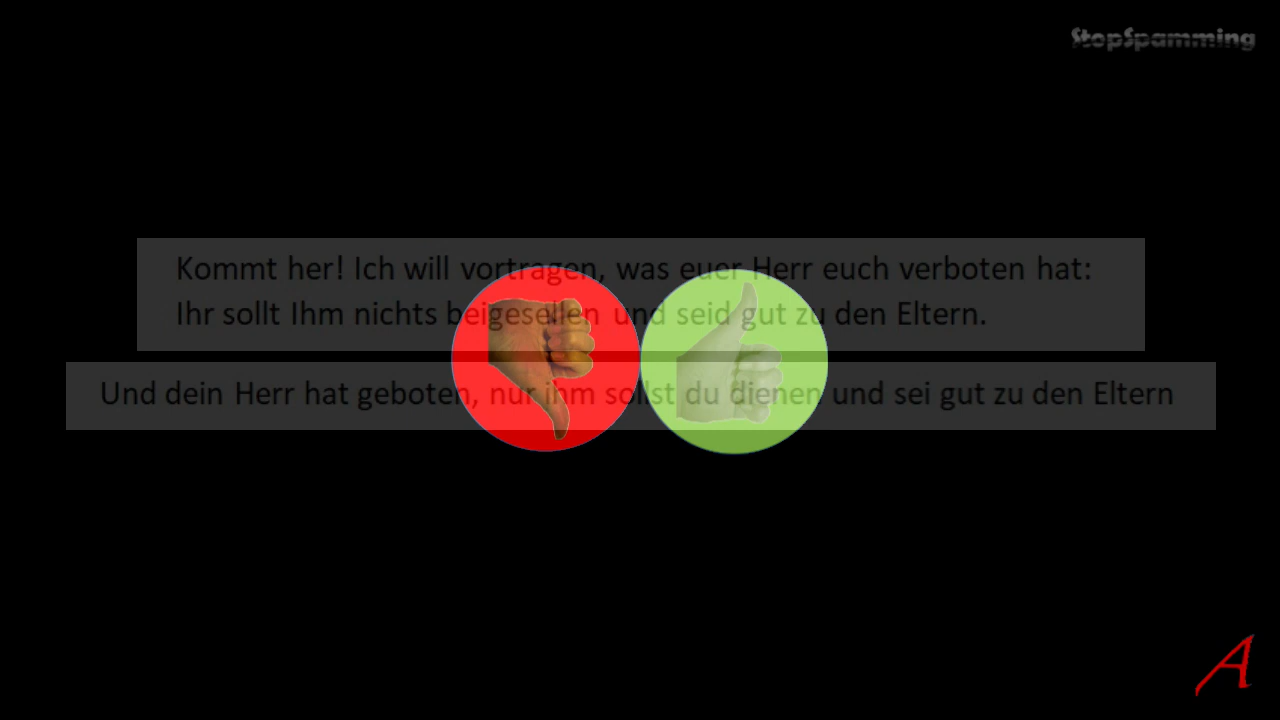 StopSpamming
Kommt her! Ich will vortragen, was euer Herr euch verboten hat:
Ihr sollt Ihm nichts beigesellen und seid gut zu den Eltern.
Und dein Herr hat geboten, nur ihm sollst du dienen und sei gut zu den Eltern
A